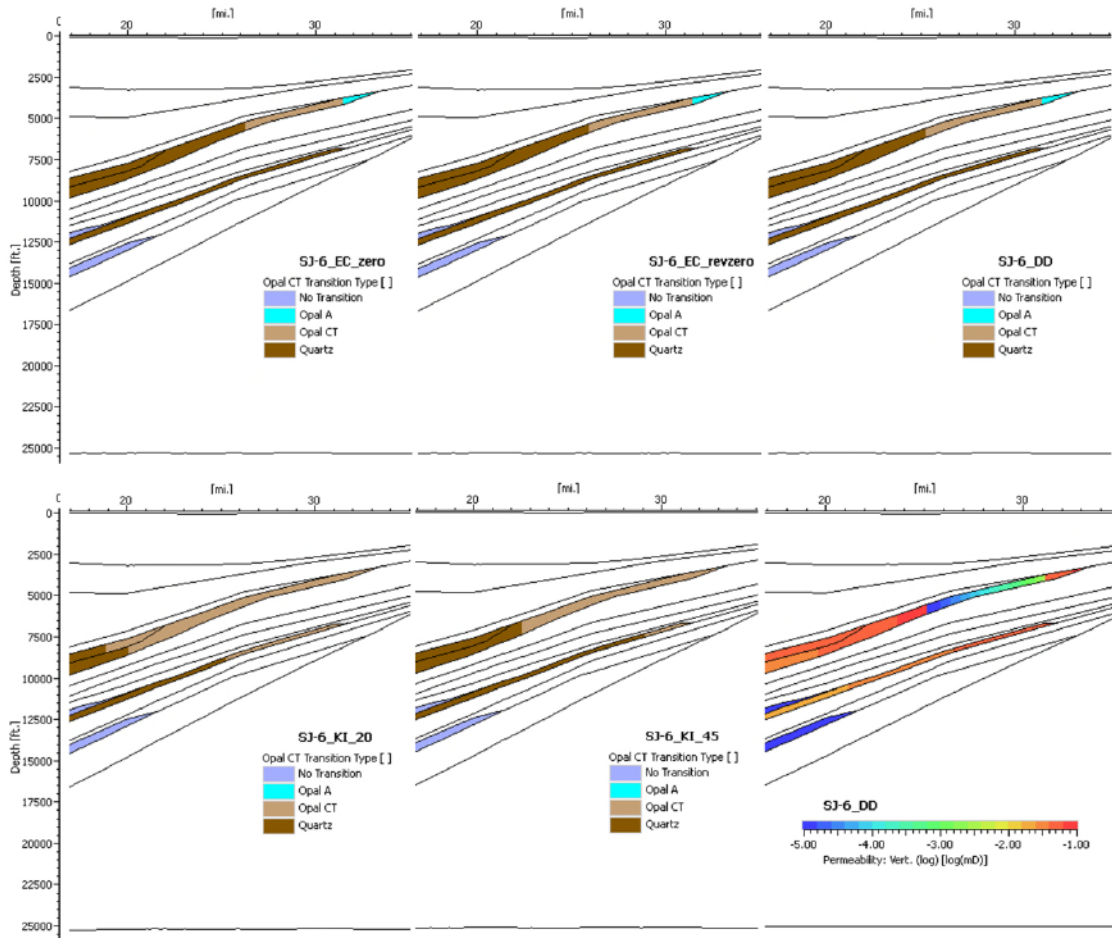 [mi.] [mi.] [mi.]
20 30 20 30 20 30
0
2500
5000
7500
10000
12500
15000
17500
20000
22500
25000
Depth [ft.]
SJ-6_EC_zero
Opal CT Transition Type [ ]
No Transition
Opal A
Opal CT
Quartz
SJ-6_EC_revzero
Opal CT Transition Type [ ]
No Transition
Opal A
Opal CT
Quartz
SJ-6_DD
Opal CT Transition Type [ ]
No Transition
Opal A
Opal CT
Quartz
[mi.] [mi.] [mi.]
20 30 20 30 20 30
0
2500
5000
7500
10000
12500
15000
17500
20000
22500
25000
Depth [ft.]
SJ-6_KI_20
Opal CT Transition Type [ ]
No Transition
Opal A
Opal CT
Quartz
SJ-6_KI_45
Opal CT Transition Type [ ]
No Transition
Opal A
Opal CT
Quartz
SJ-6_DD
-5.00 -4.00 -3.00 -2.00 -1.00
Permeability: Vert. (log) [log(mD)]